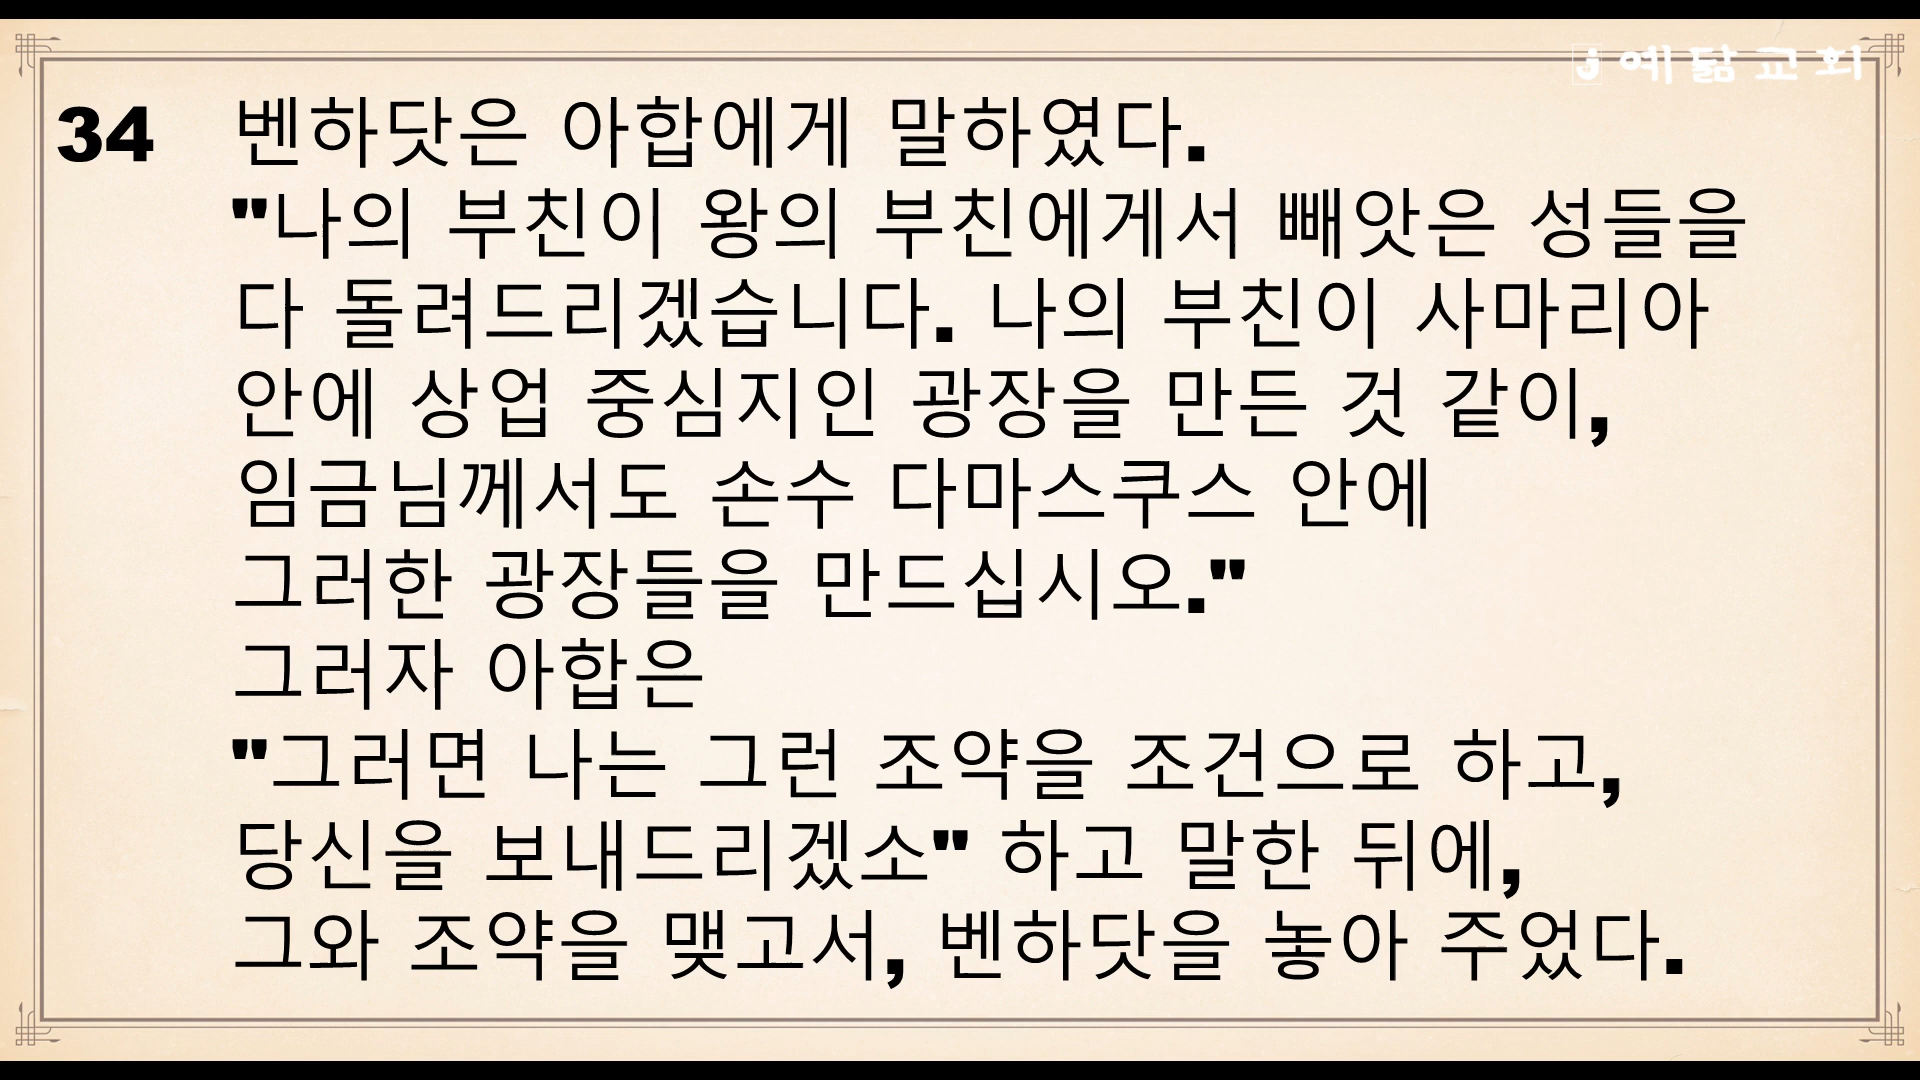 예닮교회
34 벤하닷은 아합에게 말하였다.
"나의 부친이 왕의 부친에게서 빼앗은 성들을
다 돌려드리겠습니다. 나의 부친이 사마리아
안에 상업 중심지인 광장을 만든 것 같이,
임금님께서도 손수 다마스쿠스 안에
그러한 광장들을 만드십시오."
그러자 아합은
"그러면 나는 그런 조약을 조건으로 하고,
당신을 보내드리겠소" 하고 말한 뒤에,
그와 조약을 맺고서, 벤하닷을 놓아 주었다.